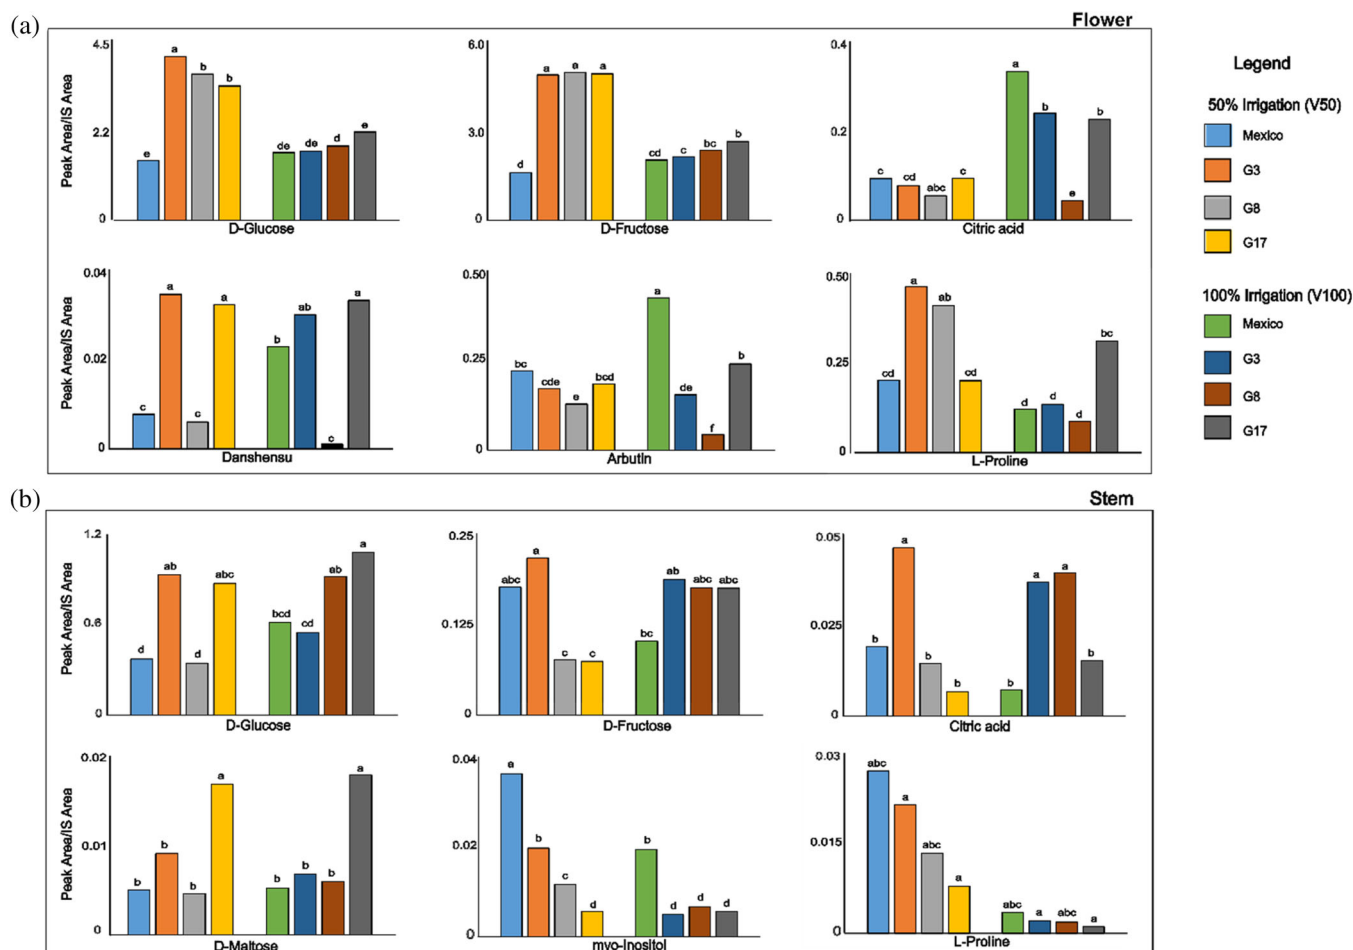 (a)
Flower
Peak Area/IS Area
4.5
2.2
0
e a b b de de d e
D-Glucose
6.0
3.0
0
d a a a cd c bc b
D-Fructose
0.4
0.2
0
c cd abc c a b e b
Citric acid
Peak Area/IS Area
0.04
0.02
0
c a c a b ab c a
Danshensu
0.50
0.25
0
bc cde e bcd a de f b
Arbutin
0.50
0.25
0
cd a ab cd d d d bc
L-Proline
Legend
50% Irrigation (V50)
Mexico
G3
G8
G17
100% Irrigation (V100)
Mexico
G3
G8
G17
(b)
Stem
Peak Area/IS Area
1.2
0.6
0
d ab d abc bcd cd ab a
D-Glucose
0.25
0.125
0
abc a c c bc ab abc abc
D-Fructose
0.05
0.025
0
b a b b b a a b
Citric acid
Peak Area/IS Area
0.02
0.01
0
b b b a b b b a
D-Maltose
0.04
0.02
0
a b c d b d d d
myo-Inositol
0.03
0.015
0
abc a abc a abc a abc a
L-Proline